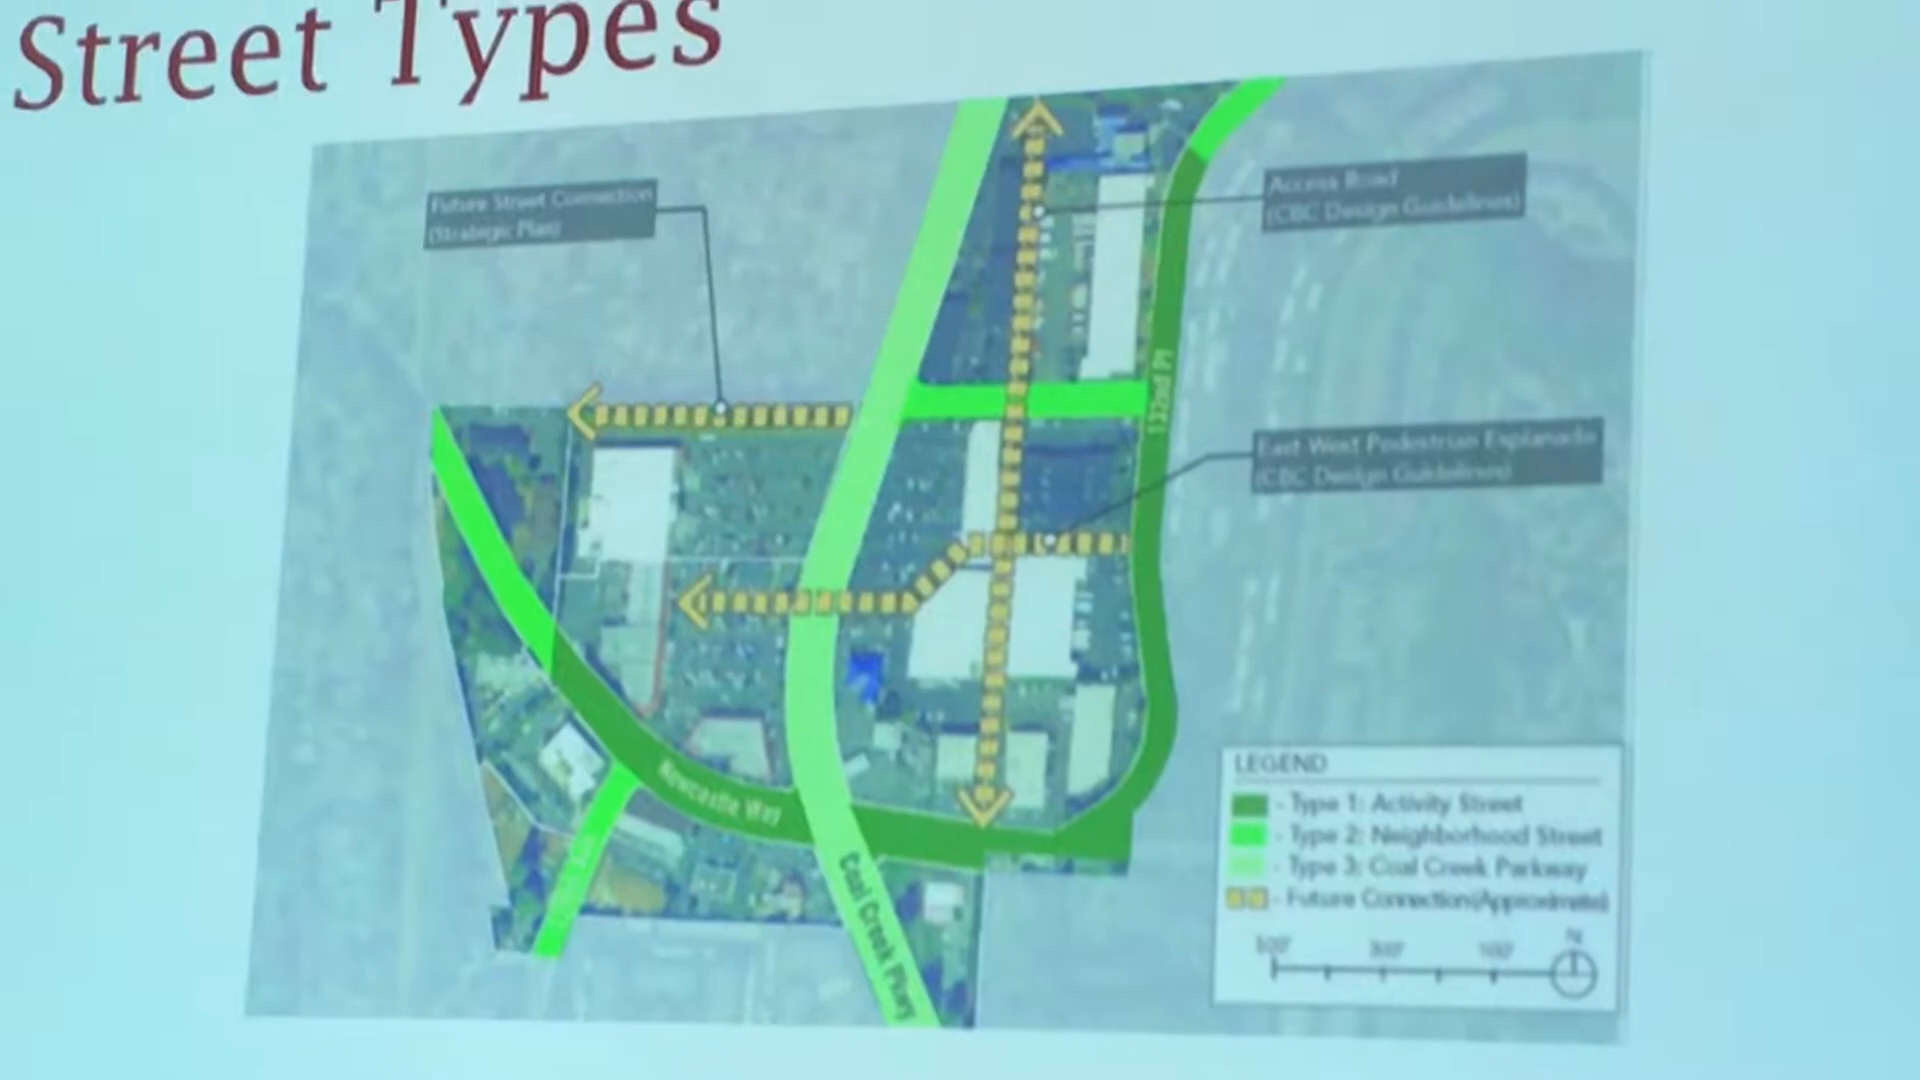 Street Types
Future Street Connection
(Strategic Plan)
Access Road
(CBC Design Guidelines)
132nd Pl
East West Pedestrian Esplanade
(CBC Design Guidelines)
Newcastle Way
Coal Creek Pkwy
LEGEND
- Type 1: Activity Street
- Type 2: Neighborhood Street
- Type 3: Coal Creek Parkway
- Future Connection(Approximate)
N